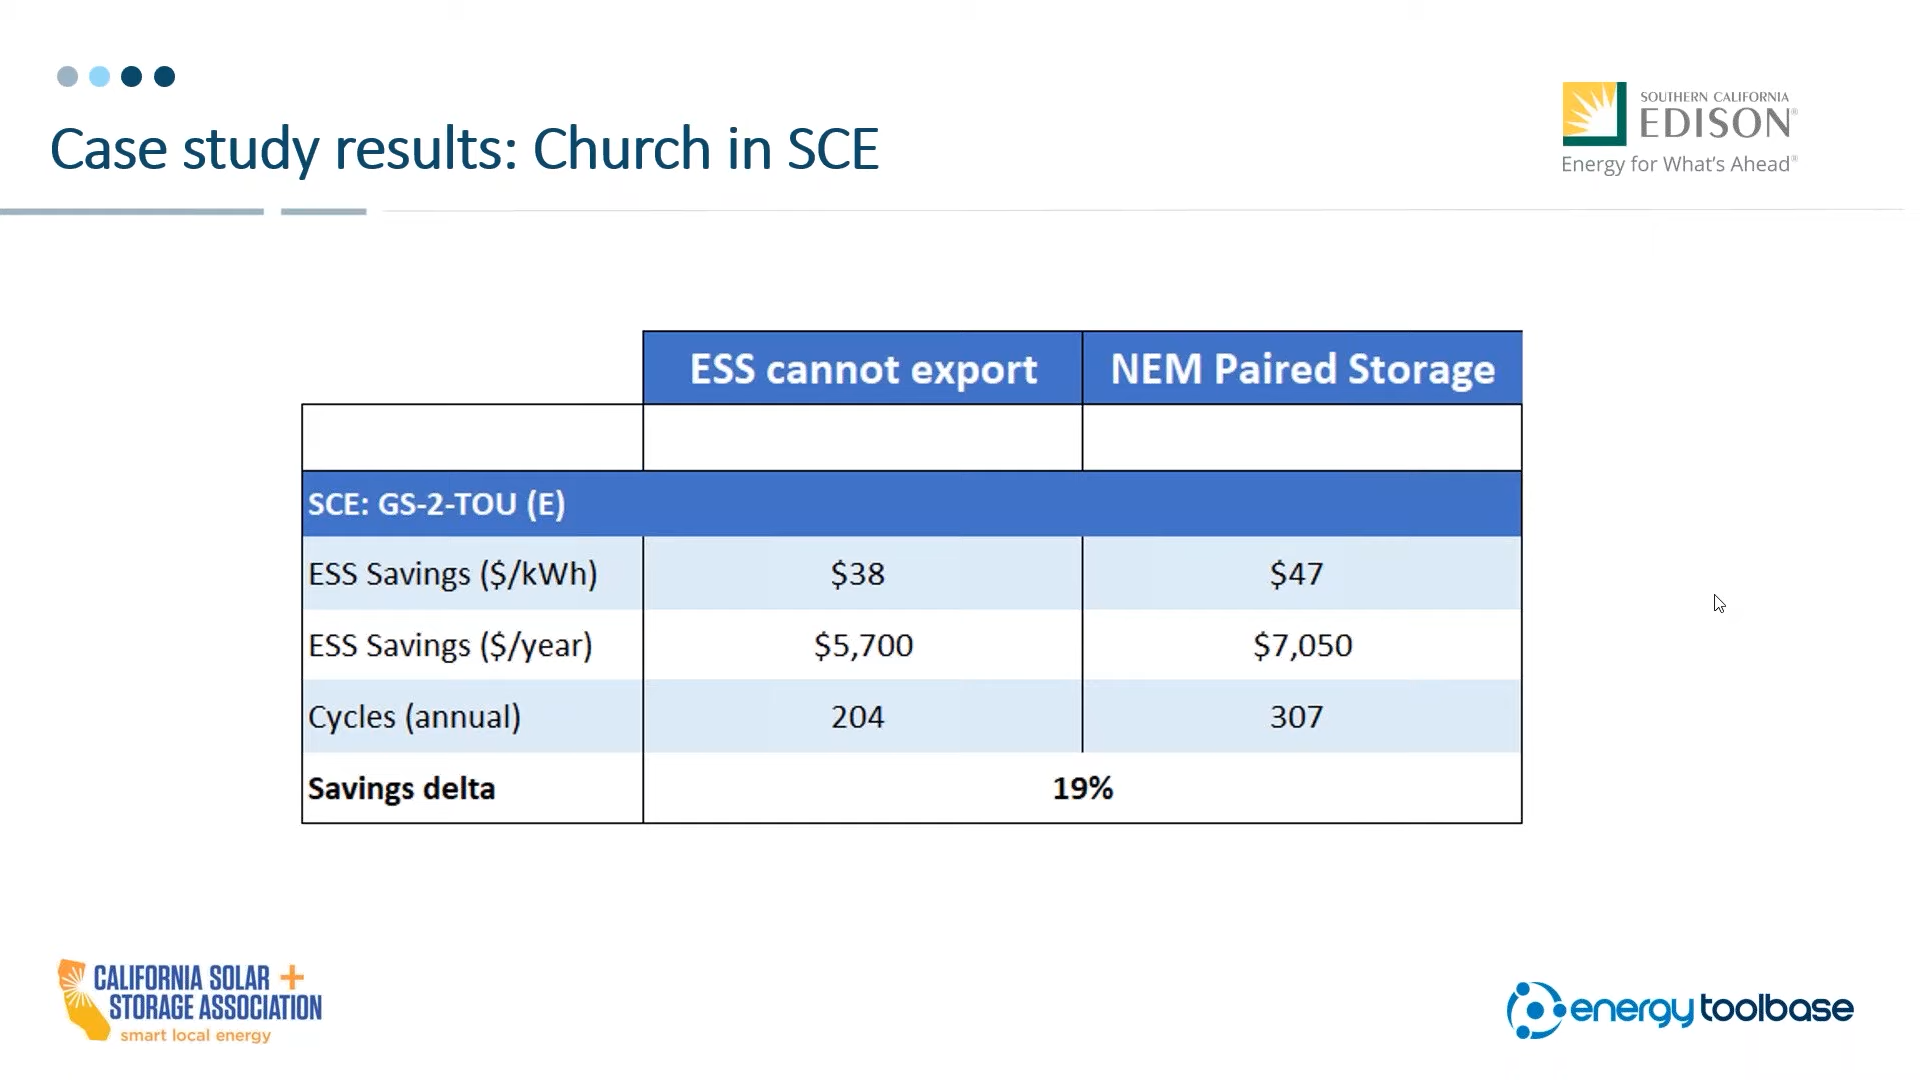 Case study results: Church in SCE
SOUTHERN CALIFORNIA
EDISON®
Energy for What's Ahead®
ESS cannot export
NEM Paired Storage
SCE: GS-2-TOU (E)
ESS Savings ($/kWh) $38 $47
ESS Savings ($/year) $5,700 $7,050
Cycles (annual) 204 307
Savings delta 19%
CALIFORNIA SOLAR +
STORAGE ASSOCIATION
smart local energy
energy toolbase